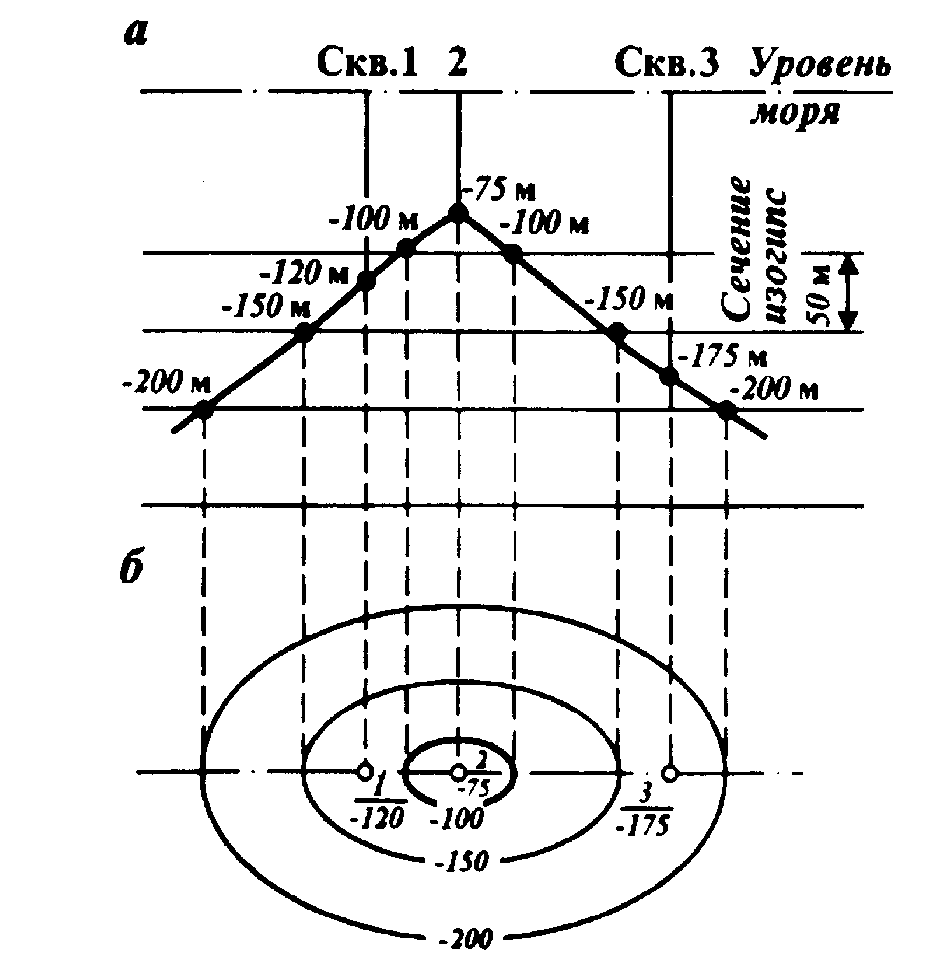 а
Скв.1 2 Скв.3 Уровень
моря
-75 м
-100 м
-100 м
-120 м
-150 м
-150 м
-175 м
-200 м
-200 м
Сечение
изогипс
50 м
б
1
-120
2
-75
3
-175
-100
-150
-200